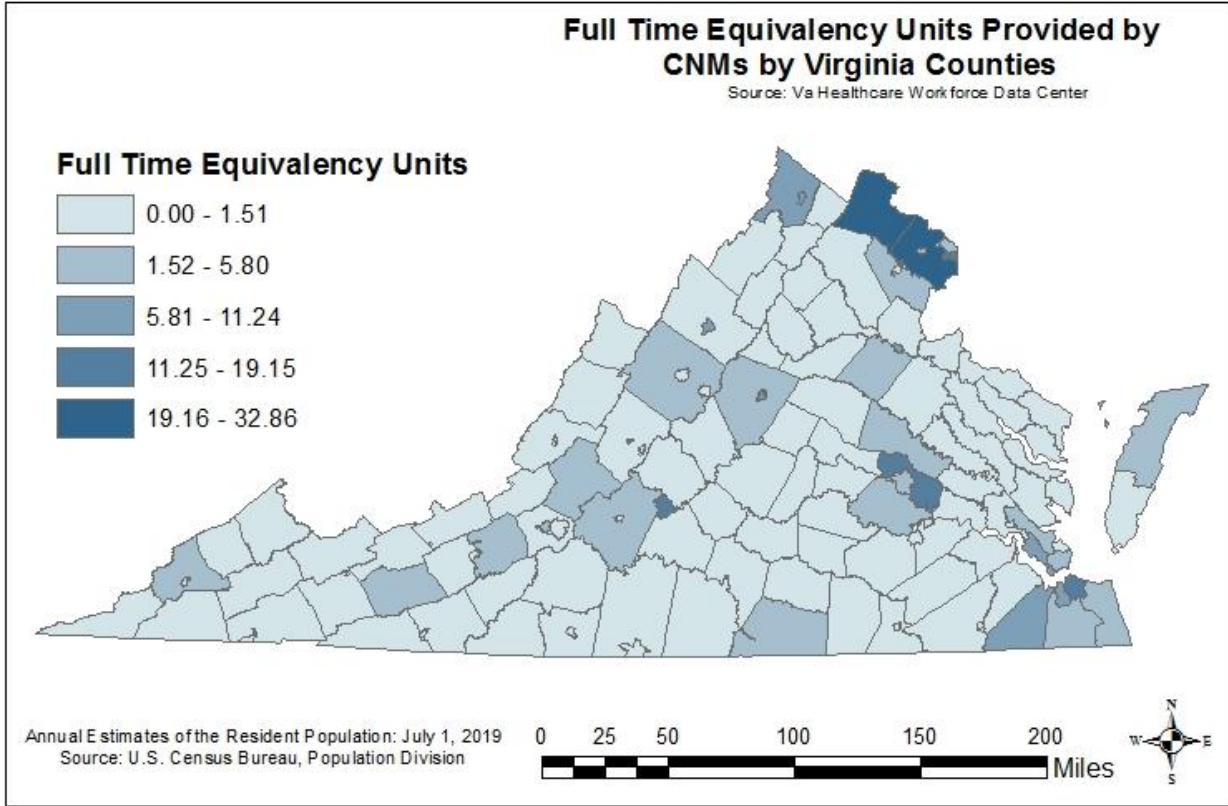 Full Time Equivalency Units Provided by
CNMs by Virginia Counties
Source: Va Healthcare Workforce Data Center
Full Time Equivalency Units
0.00 - 1.51
1.52 - 5.80
5.81 - 11.24
11.25 - 19.15
19.16 - 32.86
Annual Estimates of the Resident Population: July 1, 2019
Source: U.S. Census Bureau, Population Division
0 25 50 100 150 200
Miles
N
W E
S